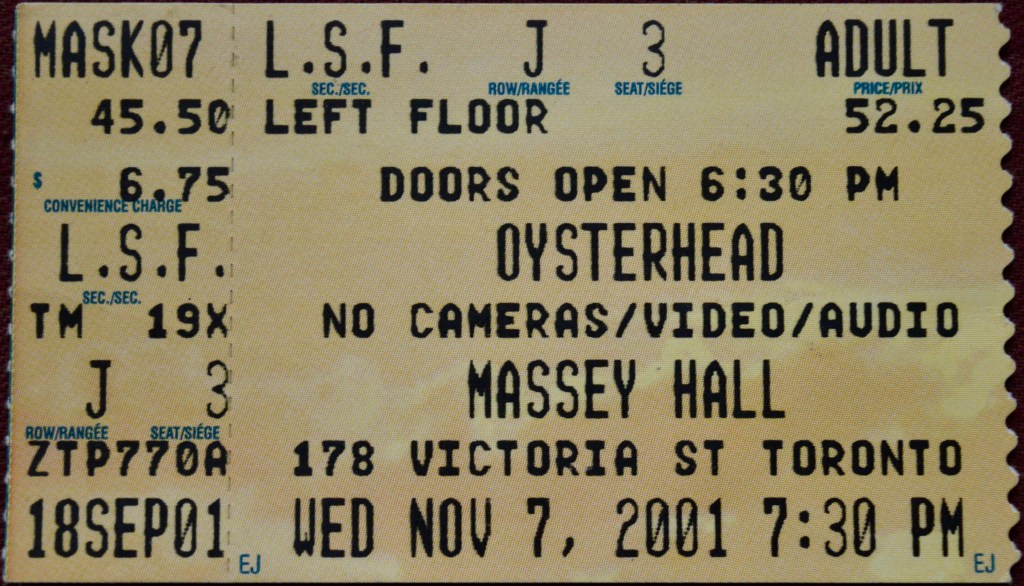 MASK07 L.S.F. J 3 ADULT
SEC./SEC. ROW/RANGÉE SEAT/SIÉGE PRICE/PRIX
45.50 LEFT FLOOR 52.25
$ 6.75 DOORS OPEN 6:30 PM
CONVENIENCE CHARGE
L.S.F. OYSTERHEAD
SEC./SEC.
TM 19X NO CAMERAS/VIDEO/AUDIO
J 3 MASSEY HALL
ROW/RANGÉE SEAT/SIÉGE
ZTP770A 178 VICTORIA ST TORONTO
18SEP01 WED NOV 7, 2001 7:30 PM
EJ EJ